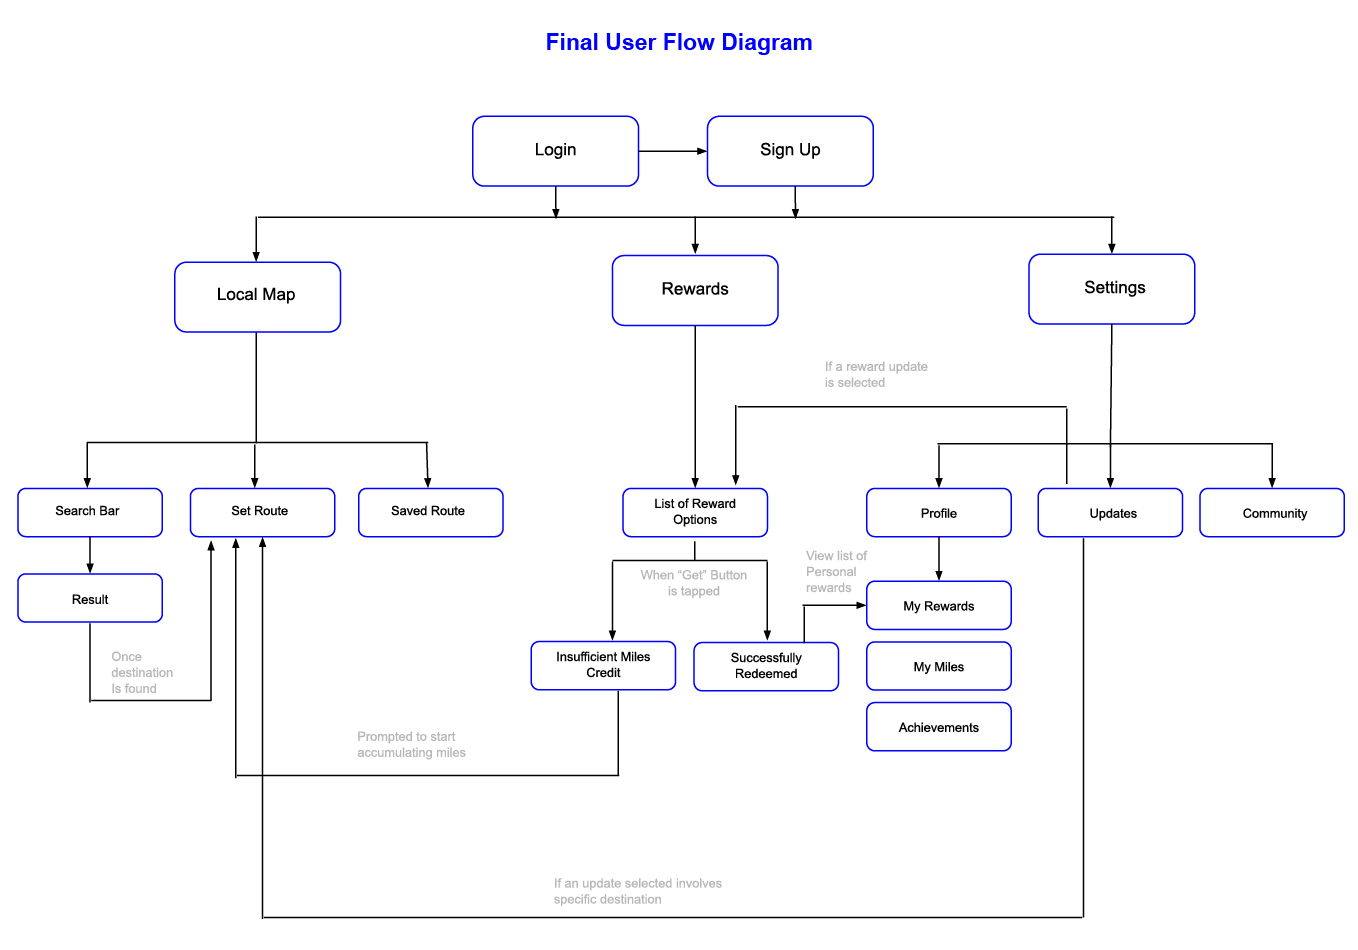 Final User Flow Diagram
Login
Sign Up
Local Map
Rewards
Settings
If a reward update
is selected
Search Bar
Set Route
Saved Route
List of Reward
Options
Profile
Updates
Community
Result
When “Get” Button
is tapped
View list of
Personal
rewards
My Rewards
Once
destination
Is found
Insufficient Miles
Credit
Successfully
Redeemed
My Miles
Achievements
Prompted to start
accumulating miles
If an update selected involves
specific destination